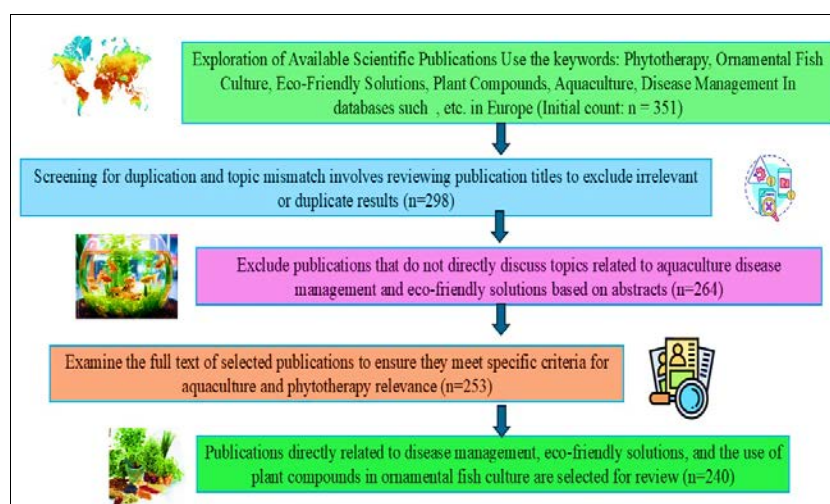 Exploration of Available Scientific Publications Use the keywords: Phytotherapy, Ornamental Fish
Culture, Eco-Friendly Solutions, Plant Compounds, Aquaculture, Disease Management In
databases such , etc. in Europe (Initial count: n = 351)
Screening for duplication and topic mismatch involves reviewing publication titles to exclude irrelevant
or duplicate results (n=298)
Exclude publications that do not directly discuss topics related to aquaculture disease
management and eco-friendly solutions based on abstracts (n=264)
Examine the full text of selected publications to ensure they meet specific criteria for
aquaculture and phytotherapy relevance (n=253)
Publications directly related to disease management, eco-friendly solutions, and the use of
plant compounds in ornamental fish culture are selected for review (n=240)